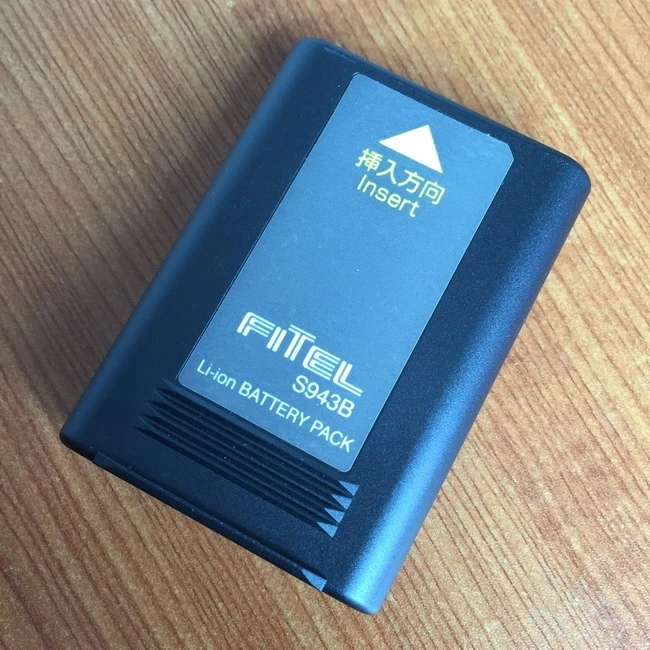 挿入方向
Insert
FITEL
S943B
Li-ion BATTERY PACK